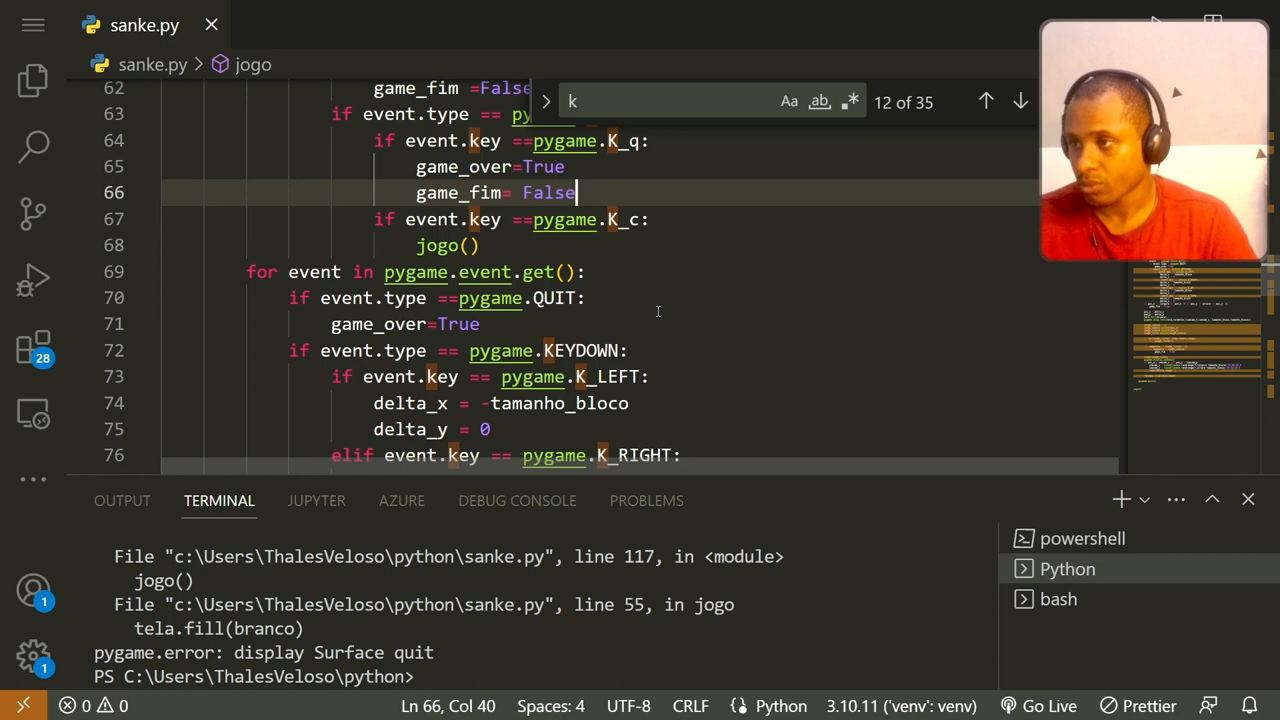 sanke.py
sanke.py > jogo
k
Aa
ab
12 of 35
62 game_fim =False
63 if event.type == py
64 if event.key ==pygame.K_q:
65 game_over=True
66 game_fim= False
67 if event.key ==pygame.K_c:
68 jogo()
69 for event in pygame.event.get():
70 if event.type ==pygame.QUIT:
71 game_over=True
72 if event.type == pygame.KEYDOWN:
73 if event.key == pygame.K_LEFT:
74 delta_x = -tamanho_bloco
75 delta_y = 0
76 elif event.key == pygame.K_RIGHT:
28
OUTPUT TERMINAL JUPYTER AZURE DEBUG CONSOLE PROBLEMS
File "c:\Users\ThalesVeloso\python\sanke.py", line 117, in <module>
jogo()
File "c:\Users\ThalesVeloso\python\sanke.py", line 55, in jogo
tela.fill(branco)
pygame.error: display Surface quit
PS C:\Users\ThalesVeloso\python>
powershell
Python
bash
1
1
0 0 Ln 66, Col 40 Spaces: 4 UTF-8 CRLF Python 3.10.11 ('venv': venv) Go Live Prettier